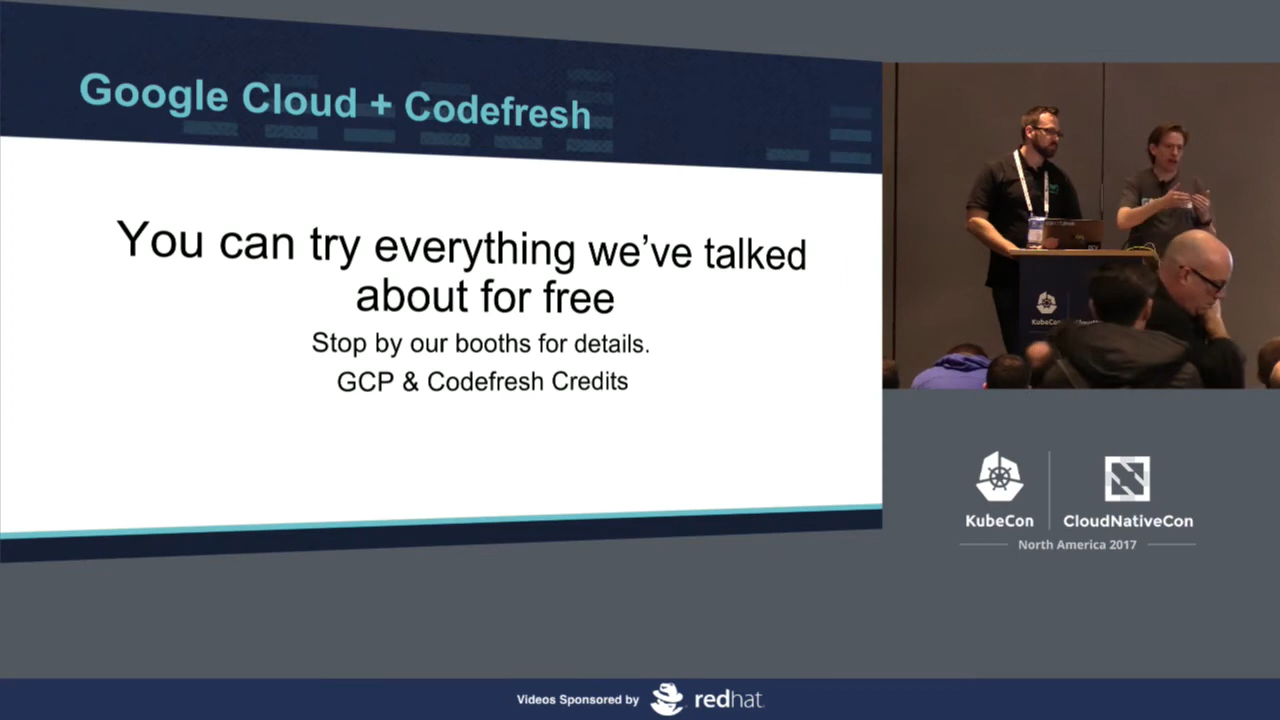 Google Cloud + Codefresh
You can try everything we've talked
about for free
Stop by our booths for details.
GCP & Codefresh Credits
KubeCon
KubeCon
CloudNativeCon
North America 2017
Videos Sponsored by
redhat